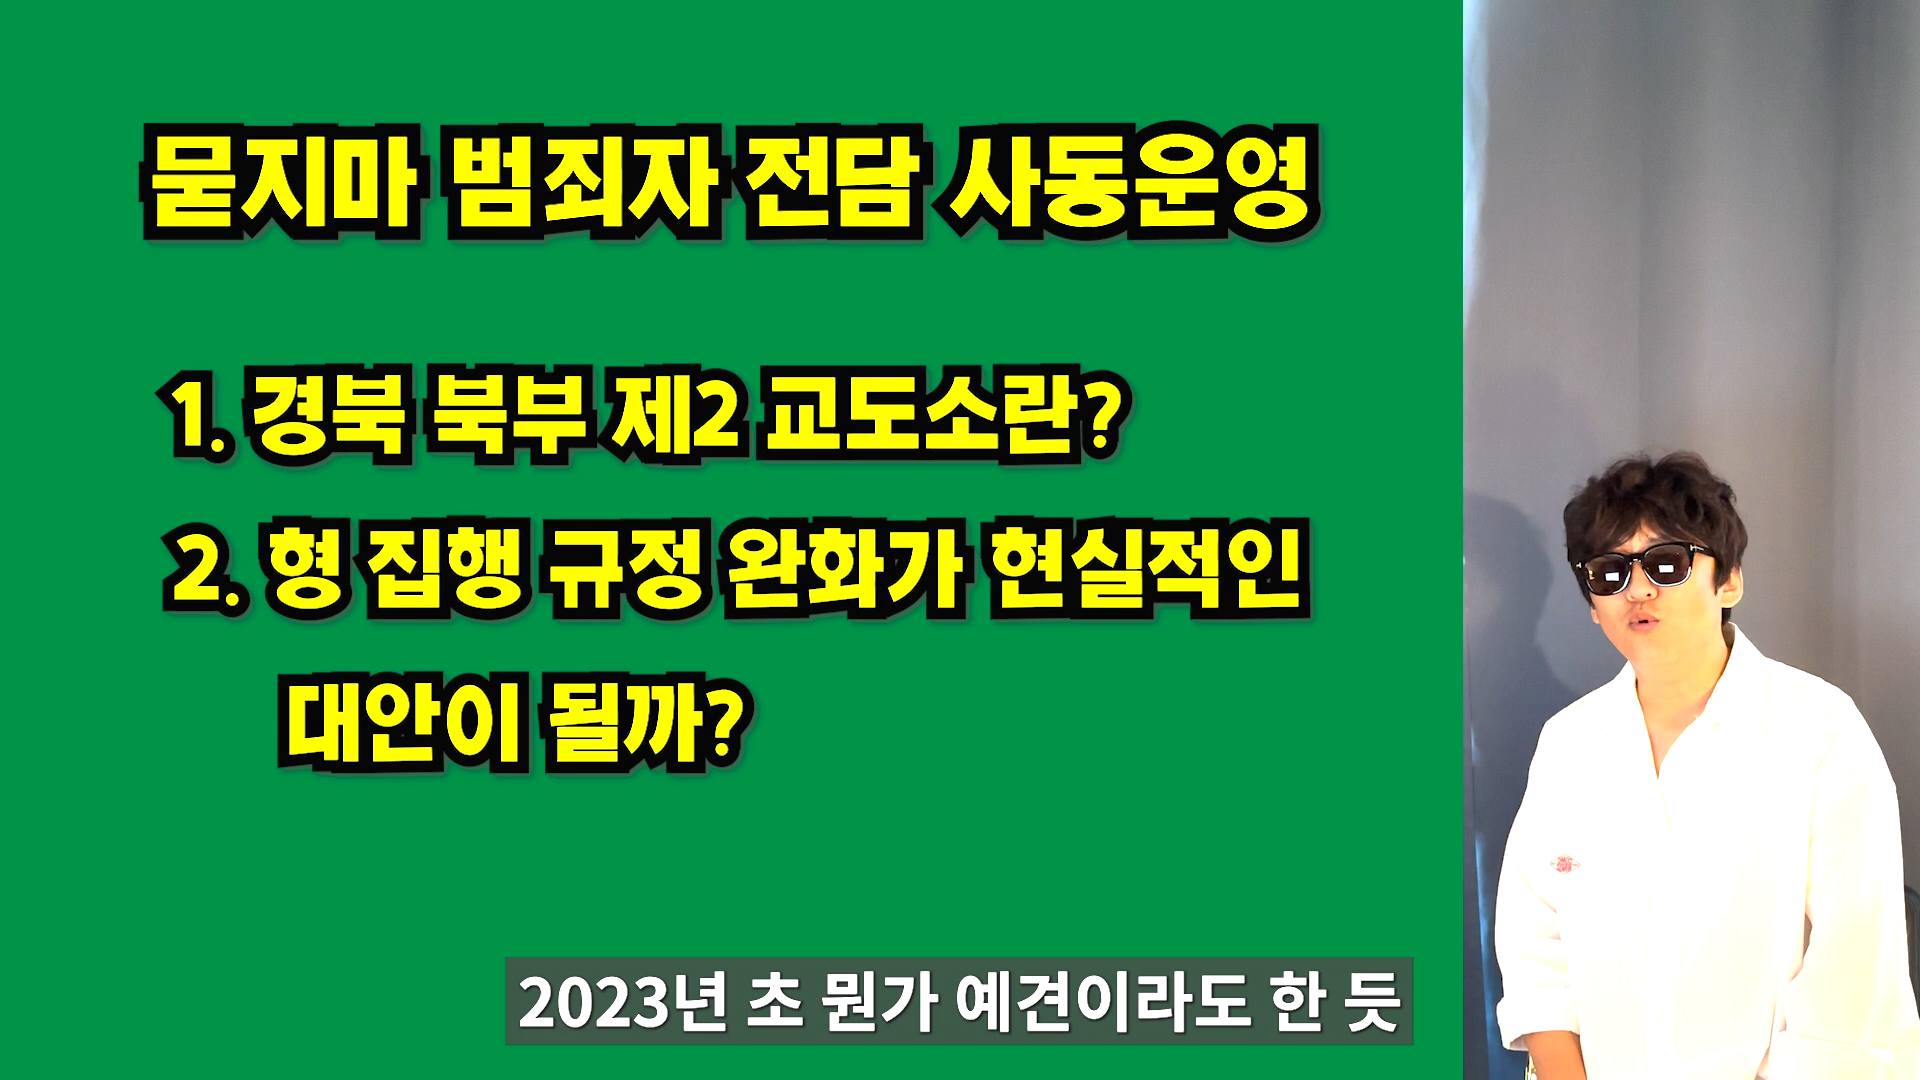 묻지마 범죄자 전담 사동운영
1. 경북 북부 제2 교도소란?
2. 형 집행 규정 완화가 현실적인
대안이 될까?
2023년 초 뭔가 예견이라도 한 듯